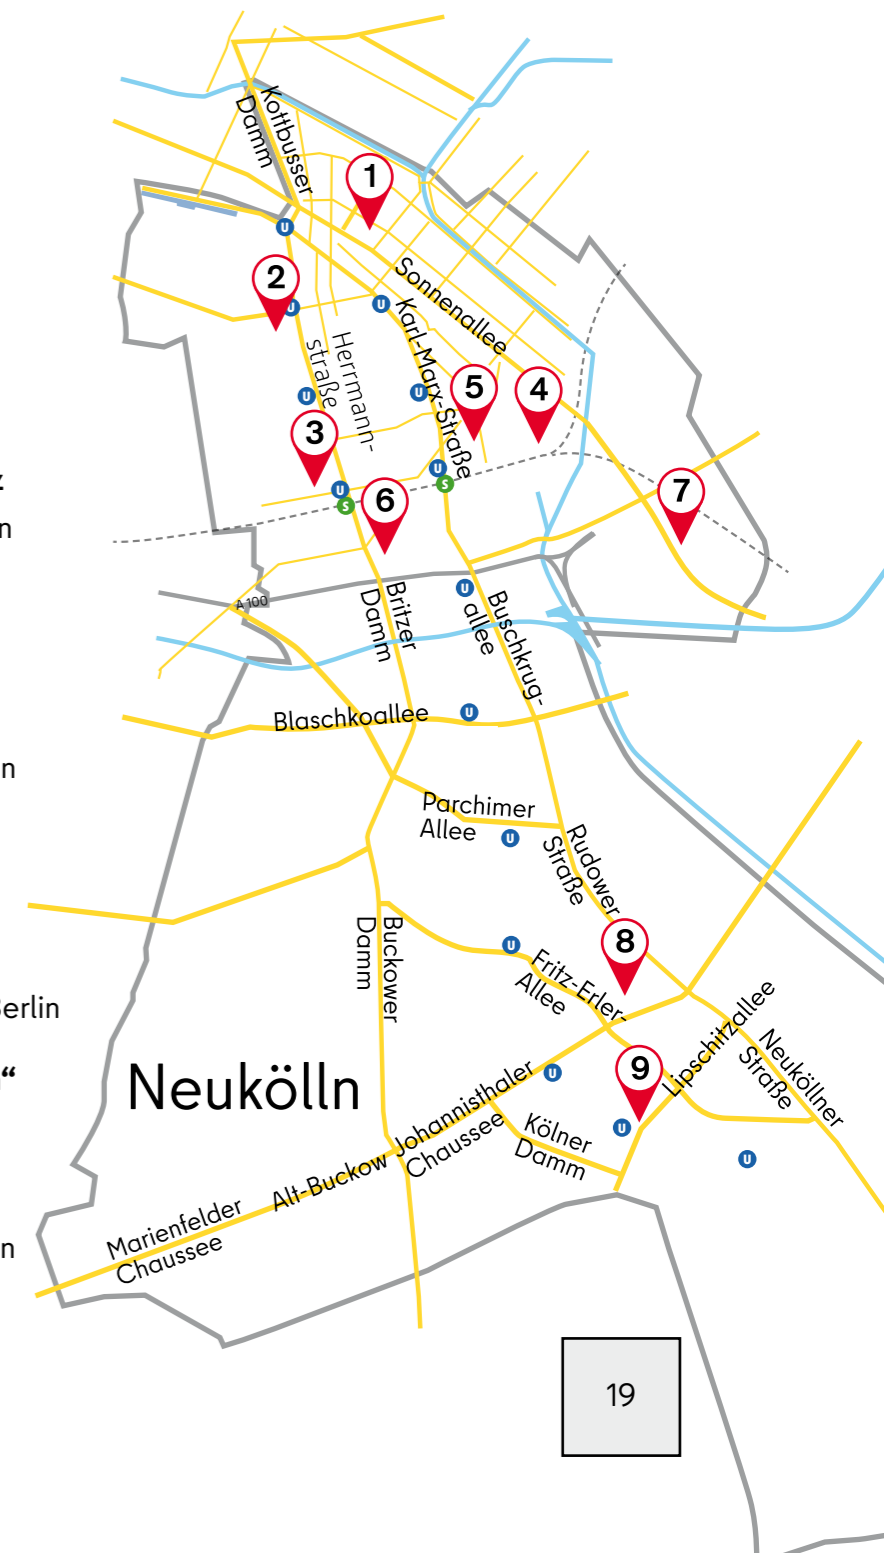 Kottbusser
Damm
1
U
2
U
U
Sonnenallee
Karl-Marx-Straße
Herrmann-
straße
U
U
5
4
3
U
S
U
S
6
7
z
n
A 100
Britzer
Damm
U
Buschkrug-
allee
Blaschkoallee
U
n
Parchimer
Allee
U
Rudower
Straße
Buckower
Damm
U
8
Fritz-Erler-
Allee
Berlin
“
Neukölln
9
Lipschitzallee
Neuköllner
Straße
U
U
U
Johannisthaler
Chaussee
Kölner
Damm
Alt-Buckow
Marienfelder
Chaussee
n
19